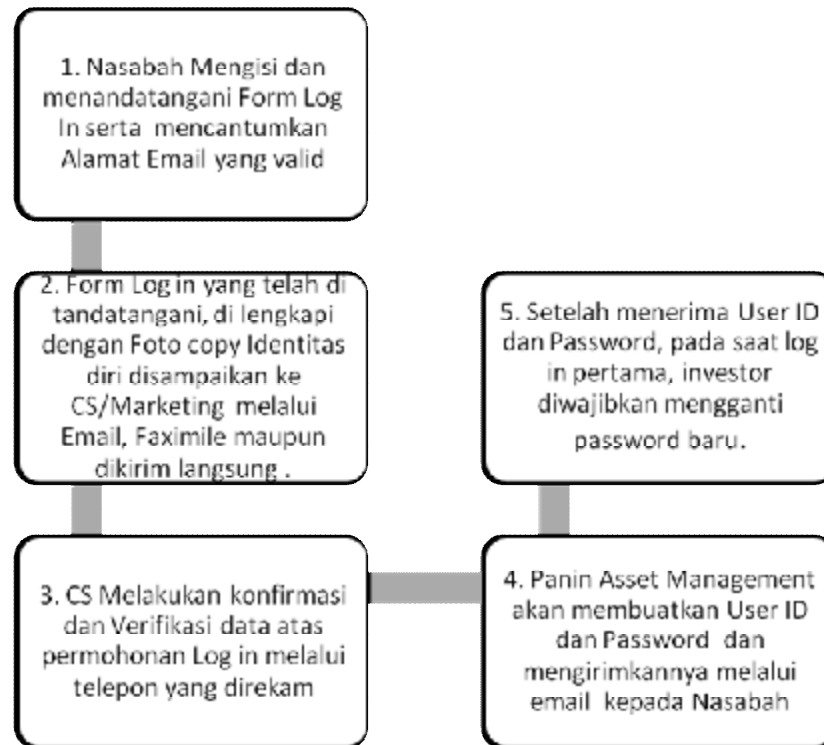 1. Nasabah Mengisi dan
menandatangani Form Log
In serta mencantumkan
Alamat Email yang valid
2. Form Log in yang telah di
tandatangani, di lengkapi
dengan Foto copy Identitas
diri disampaikan ke
CS/Marketing melalui
Email, Faximile maupun
dikirim langsung .
3. CS Melakukan konfirmasi
dan Verifikasi data atas
permohonan Log in melalui
telepon yang direkam
4. Panin Asset Management
akan membuatkan User ID
dan Password dan
mengirimkannya melalui
email kepada Nasabah
5. Setelah menerima User ID
dan Password, pada saat log
in pertama, investor
diwajibkan mengganti
password baru.